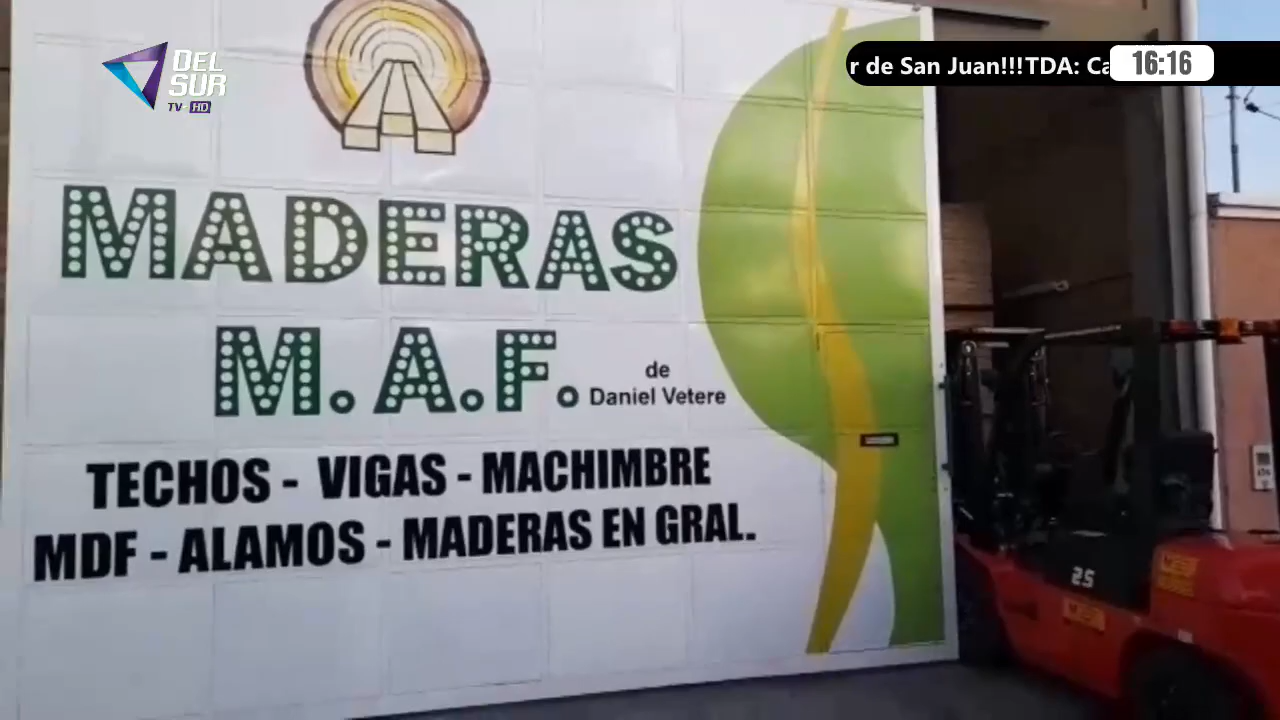 DEL
SUR
TV HD
r de San Juan!!!TDA: Ca
16:16
MADERAS
M.A.F.
de
Daniel Vetere
TECHOS - VIGAS - MACHIMBRE
MDF - ALAMOS - MADERAS EN GRAL.
25